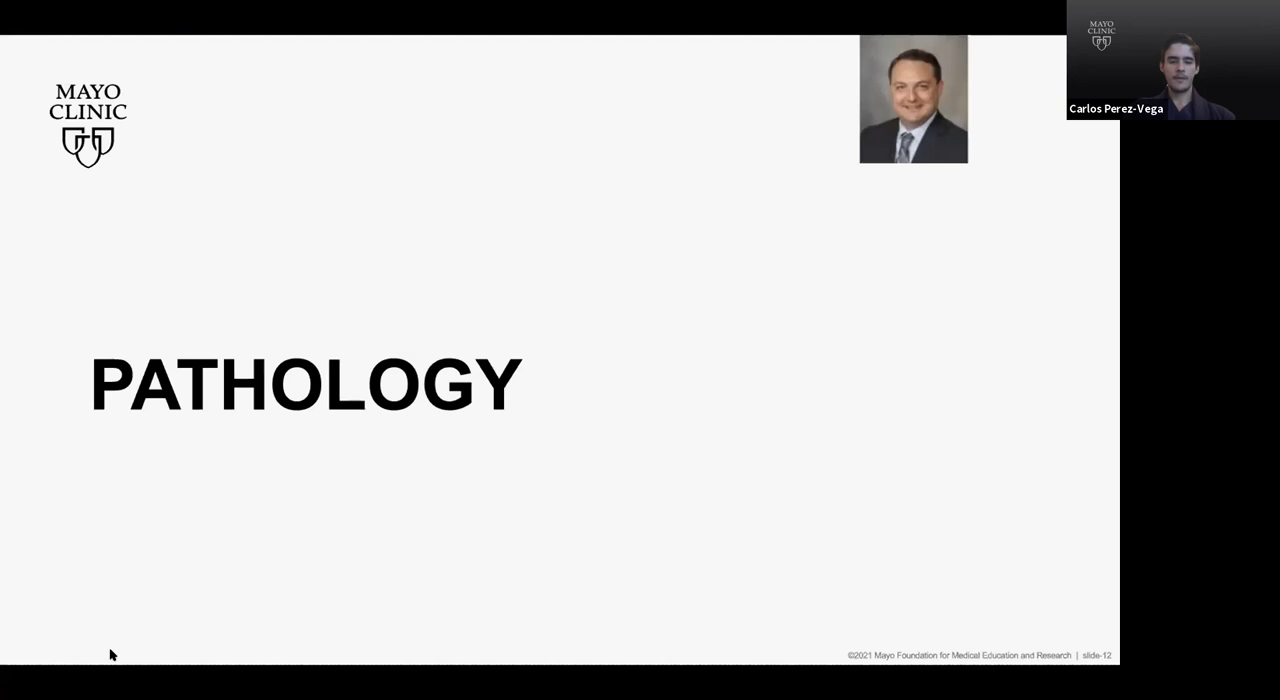 MAYO
CLINIC
MAYO
CLINIC
Carlos Perez-Vega
PATHOLOGY
©2021 Mayo Foundation for Medical Education and Research | slide-12